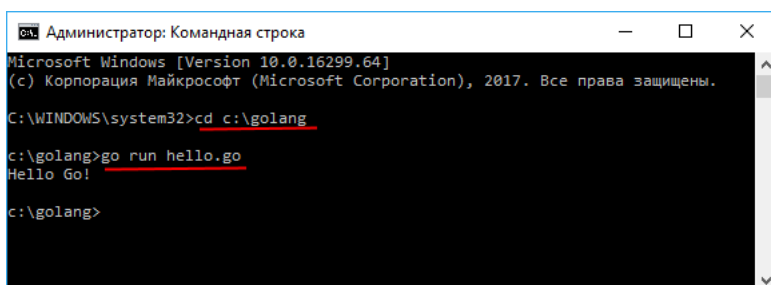 Администратор: Командная строка
Microsoft Windows [Version 10.0.16299.64]
(c) Корпорация Майкрософт (Microsoft Corporation), 2017. Все права защищены.
C:\WINDOWS\system32>cd c:\golang
c:\golang>go run hello.go
Hello Go!
c:\golang>